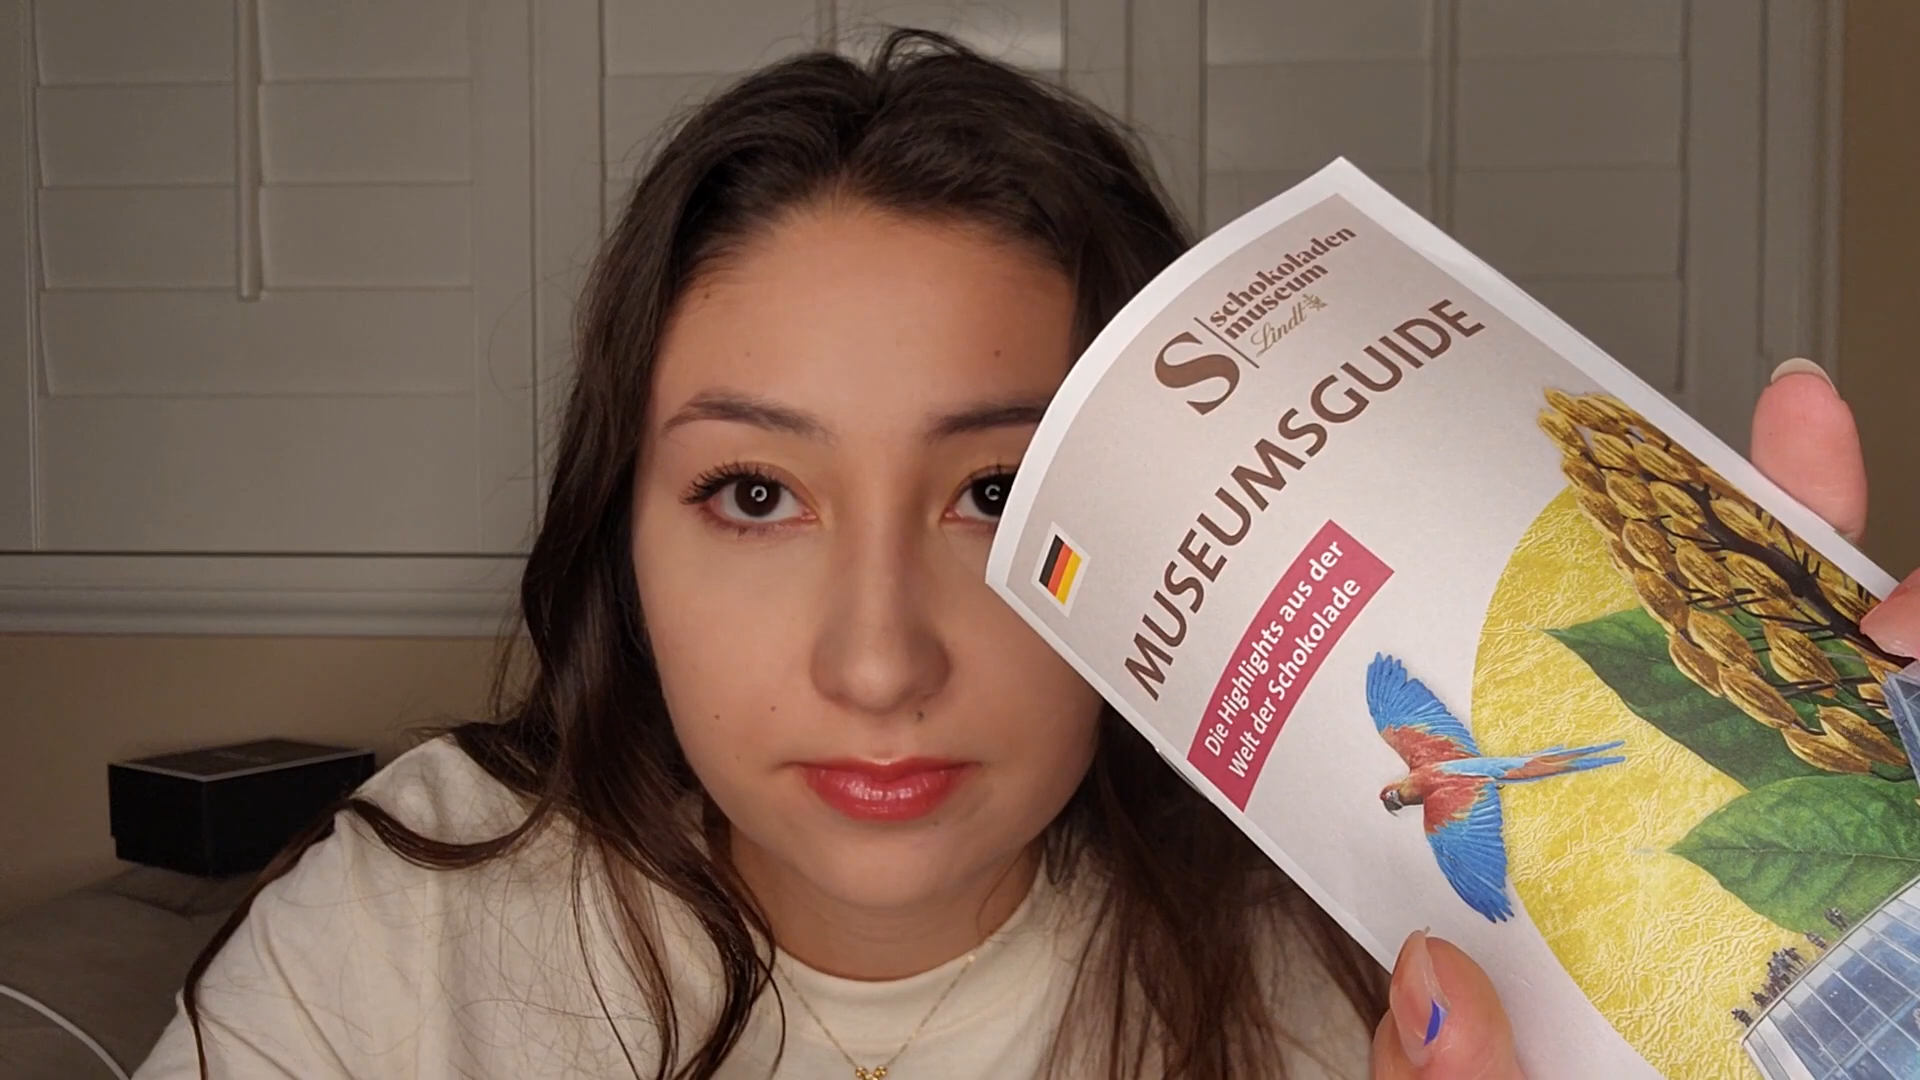 S
schokoladen
museum
Lindt
MUSEUMSGUIDE
Die Highlights aus der
Welt der Schokolade